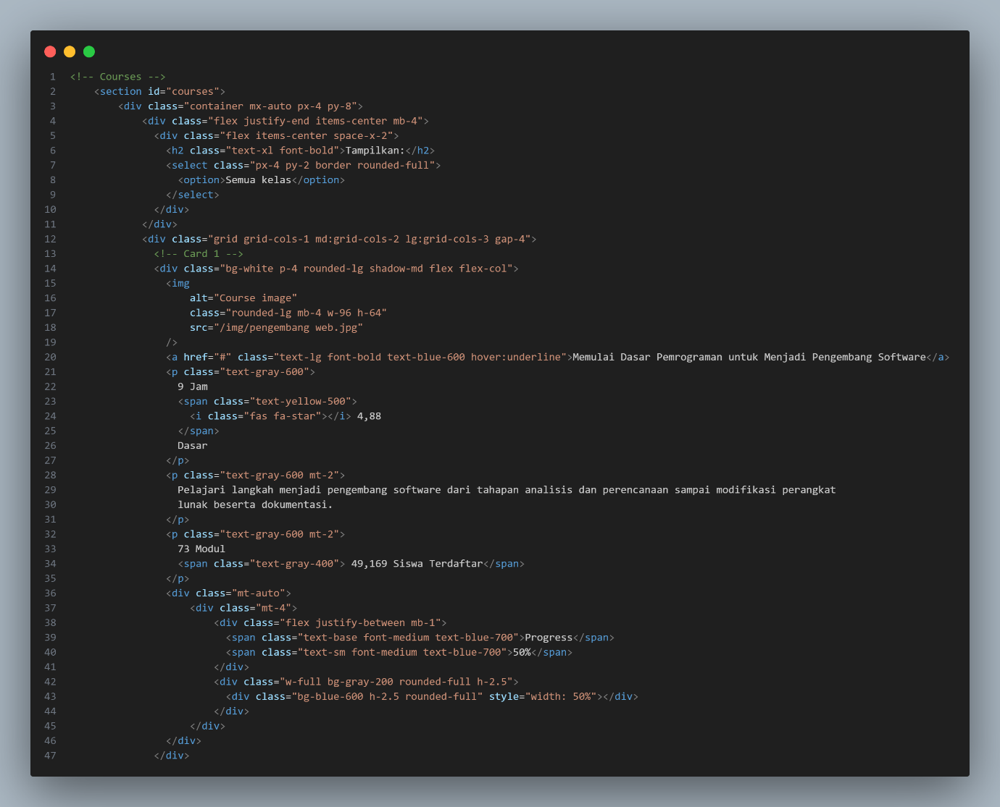 1 <!-- Courses -->
2     <section id="courses">
3         <div class="container mx-auto px-4 py-8">
4             <div class="flex justify-end items-center mb-4">
5               <div class="flex items-center space-x-2">
6                 <h2 class="text-xl font-bold">Tampilkan:</h2>
7                 <select class="px-4 py-2 border rounded-full">
8                   <option>Semua kelas</option>
9                 </select>
10               </div>
11             </div>
12             <div class="grid grid-cols-1 md:grid-cols-2 lg:grid-cols-3 gap-4">
13               <!-- Card 1 -->
14               <div class="bg-white p-4 rounded-lg shadow-md flex flex-col">
15                 <img
16                     alt="Course image"
17                     class="rounded-lg mb-4 w-96 h-64"
18                     src="/img/pengembang web.jpg"
19                 />
20                 <a href="#" class="text-lg font-bold text-blue-600 hover:underline">Memulai Dasar Pemrograman untuk Menjadi Pengembang Software</a>
21                 <p class="text-gray-600">
22                   9 Jam
23                   <span class="text-yellow-500">
24                     <i class="fas fa-star"></i> 4,88
25                   </span>
26                   Dasar
27                 </p>
28                 <p class="text-gray-600 mt-2">
29                   Pelajari langkah menjadi pengembang software dari tahapan analisis dan perencanaan sampai modifikasi perangkat
30                   lunak beserta dokumentasi.
31                 </p>
32                 <p class="text-gray-600 mt-2">
33                   73 Modul
34                   <span class="text-gray-400"> 49,169 Siswa Terdaftar</span>
35                 </p>
36                 <div class="mt-auto">
37                     <div class="mt-4">
38                         <div class="flex justify-between mb-1">
39                           <span class="text-base font-medium text-blue-700">Progress</span>
40                           <span class="text-sm font-medium text-blue-700">50%</span>
41                         </div>
42                         <div class="w-full bg-gray-200 rounded-full h-2.5">
43                           <div class="bg-blue-600 h-2.5 rounded-full" style="width: 50%"></div>
44                         </div>
45                     </div>
46                 </div>
47               </div>